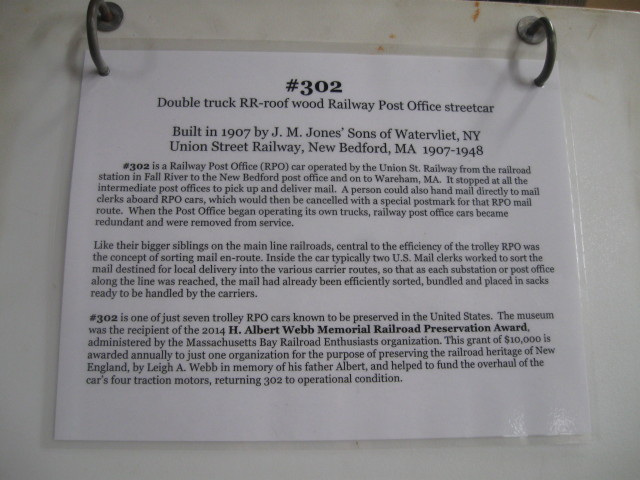 #302
Double truck RR-roof wood Railway Post Office streetcar
Built in 1907 by J. M. Jones' Sons of Watervliet, NY
Union Street Railway, New Bedford, MA 1907-1948
#302 is a Railway Post Office (RPO) car operated by the Union St. Railway from the railroad
station in Fall River to the New Bedford post office and on to Wareham, MA. It stopped at all the
intermediate post offices to pick up and deliver mail. A person could also hand mail directly to mail
clerks aboard RPO cars, which would then be cancelled with a special postmark for that RPO mail
route. When the Post Office began operating its own trucks, railway post office cars became
redundant and were removed from service.
Like their bigger siblings on the main line railroads, central to the efficiency of the trolley RPO was
the concept of sorting mail en-route. Inside the car typically two U.S. Mail clerks worked to sort the
mail destined for local delivery into the various carrier routes, so that as each substation or post office
along the line was reached, the mail had already been efficiently sorted, bundled and placed in sacks
ready to be handled by the carriers.
#302 is one of just seven trolley RPO cars known to be preserved in the United States. The museum
was the recipient of the 2014 H. Albert Webb Memorial Railroad Preservation Award,
administered by the Massachusetts Bay Railroad Enthusiasts organization. This grant of $10,000 is
awarded annually to just one organization for the purpose of preserving the railroad heritage of New
England, by Leigh A. Webb in memory of his father Albert, and helped to fund the overhaul of the
car's four traction motors, returning 302 to operational condition.